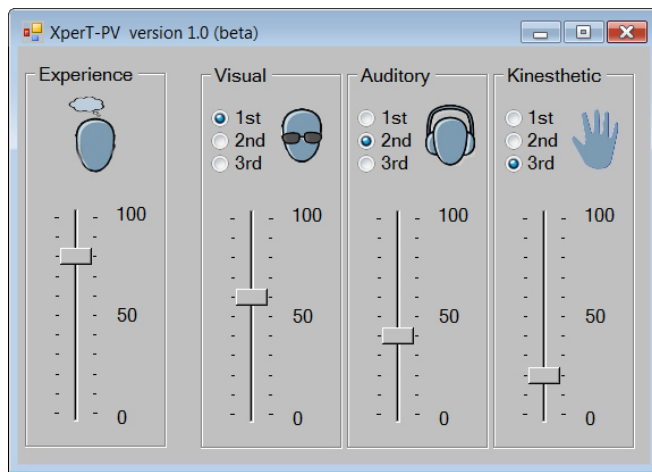 XperT-PV version 1.0 (beta)
Experience
100
50
0
Visual
1st
2nd
3rd
100
50
0
Auditory
1st
2nd
3rd
100
50
0
Kinesthetic
1st
2nd
3rd
100
50
0